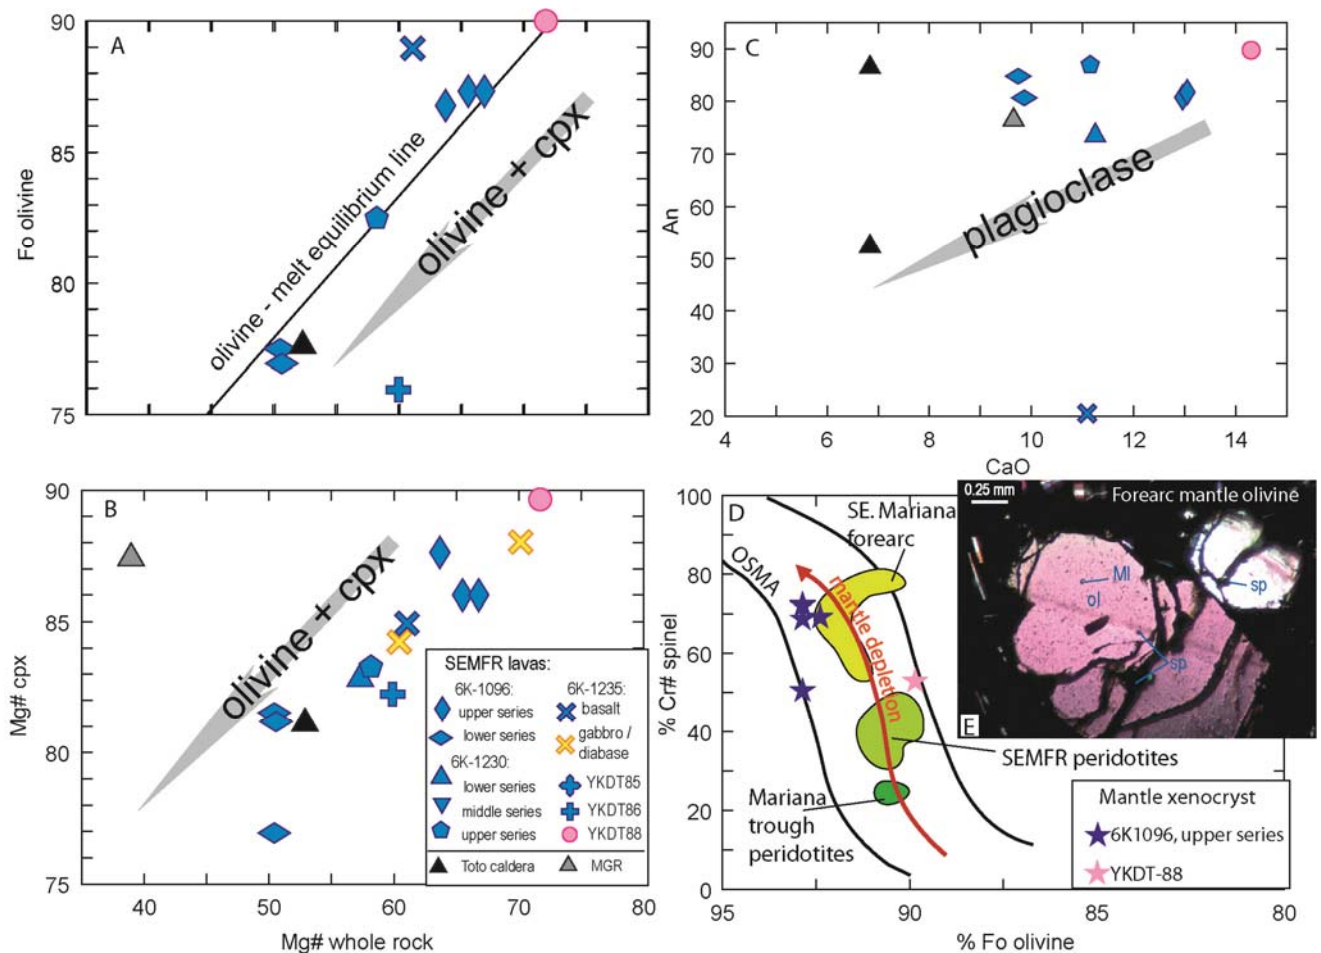 A
90
85
80
75
Fo olivine
olivine - melt equilibrium line
olivine + cpx
C
100
90
80
70
60
50
40
30
20
An
plagioclase
4 6 8 10 12 14
CaO
B
90
85
80
75
Mg# cpx
olivine + cpx
40 50 60 70 80
Mg# whole rock
SEMFR lavas:
6K-1096:
upper series
lower series
6K-1230:
lower series
middle series
upper series
6K-1235:
basalt
gabbro /
diabase
YKDT85
YKDT86
YKDT88
Toto caldera
MGR
D
100
80
60
40
20
0
% Cr# spinel
OSMA
SE. Mariana
forearc
mantle depletion
SEMFR peridotites
Mariana
trough
peridotites
95 90 85 80
% Fo olivine
Mantle xenocryst
6K1096, upper series
YKDT-88
0.25 mm
Forearc mantle olivine
MI
ol
sp
sp
E